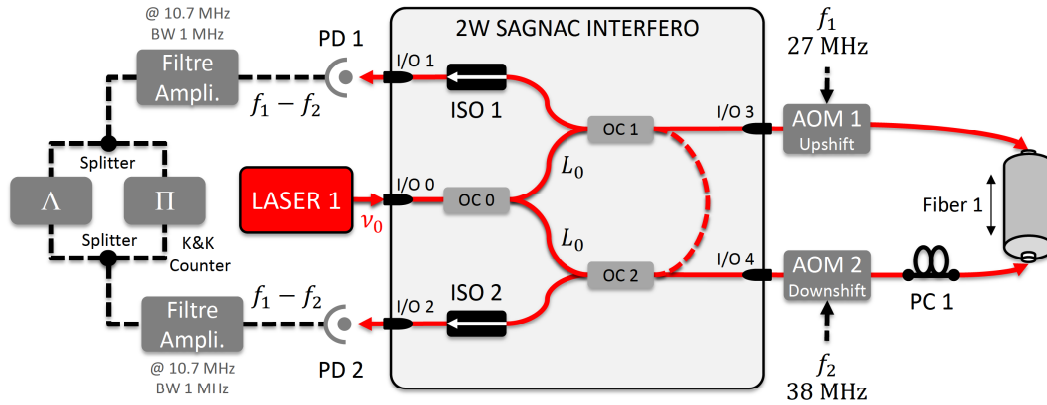 @ 10.7 MHz
BW 1 MHz
Filtre
Ampli.
f₁ − f₂
PD 1
Splitter
Λ
Π
Splitter
K&K
Counter
Filtre
Ampli.
f₁ − f₂
PD 2
@ 10.7 MHz
BW 1 MHz
LASER 1
ν₀
2W SAGNAC INTERFERO
I/O 1
ISO 1
OC 1
I/O 3
I/O 0
OC 0
L₀
L₀
OC 2
I/O 4
I/O 2
ISO 2
f₁
27 MHz
AOM 1
Upshift
Fiber 1
AOM 2
Downshift
PC 1
f₂
38 MHz